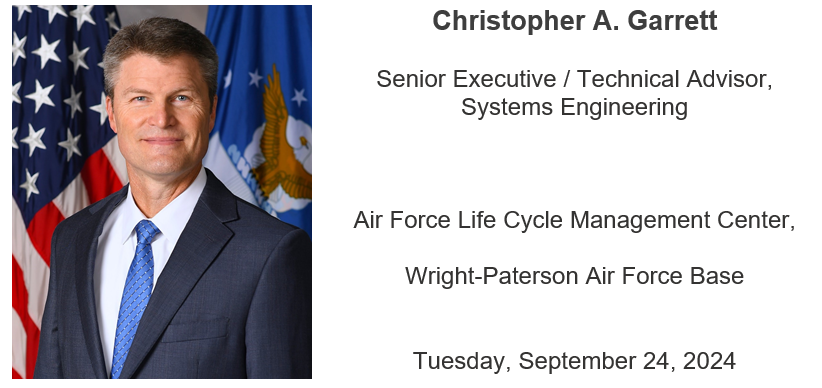 Christopher A. Garrett
Senior Executive / Technical Advisor,
Systems Engineering
Air Force Life Cycle Management Center,
Wright-Paterson Air Force Base
Tuesday, September 24, 2024